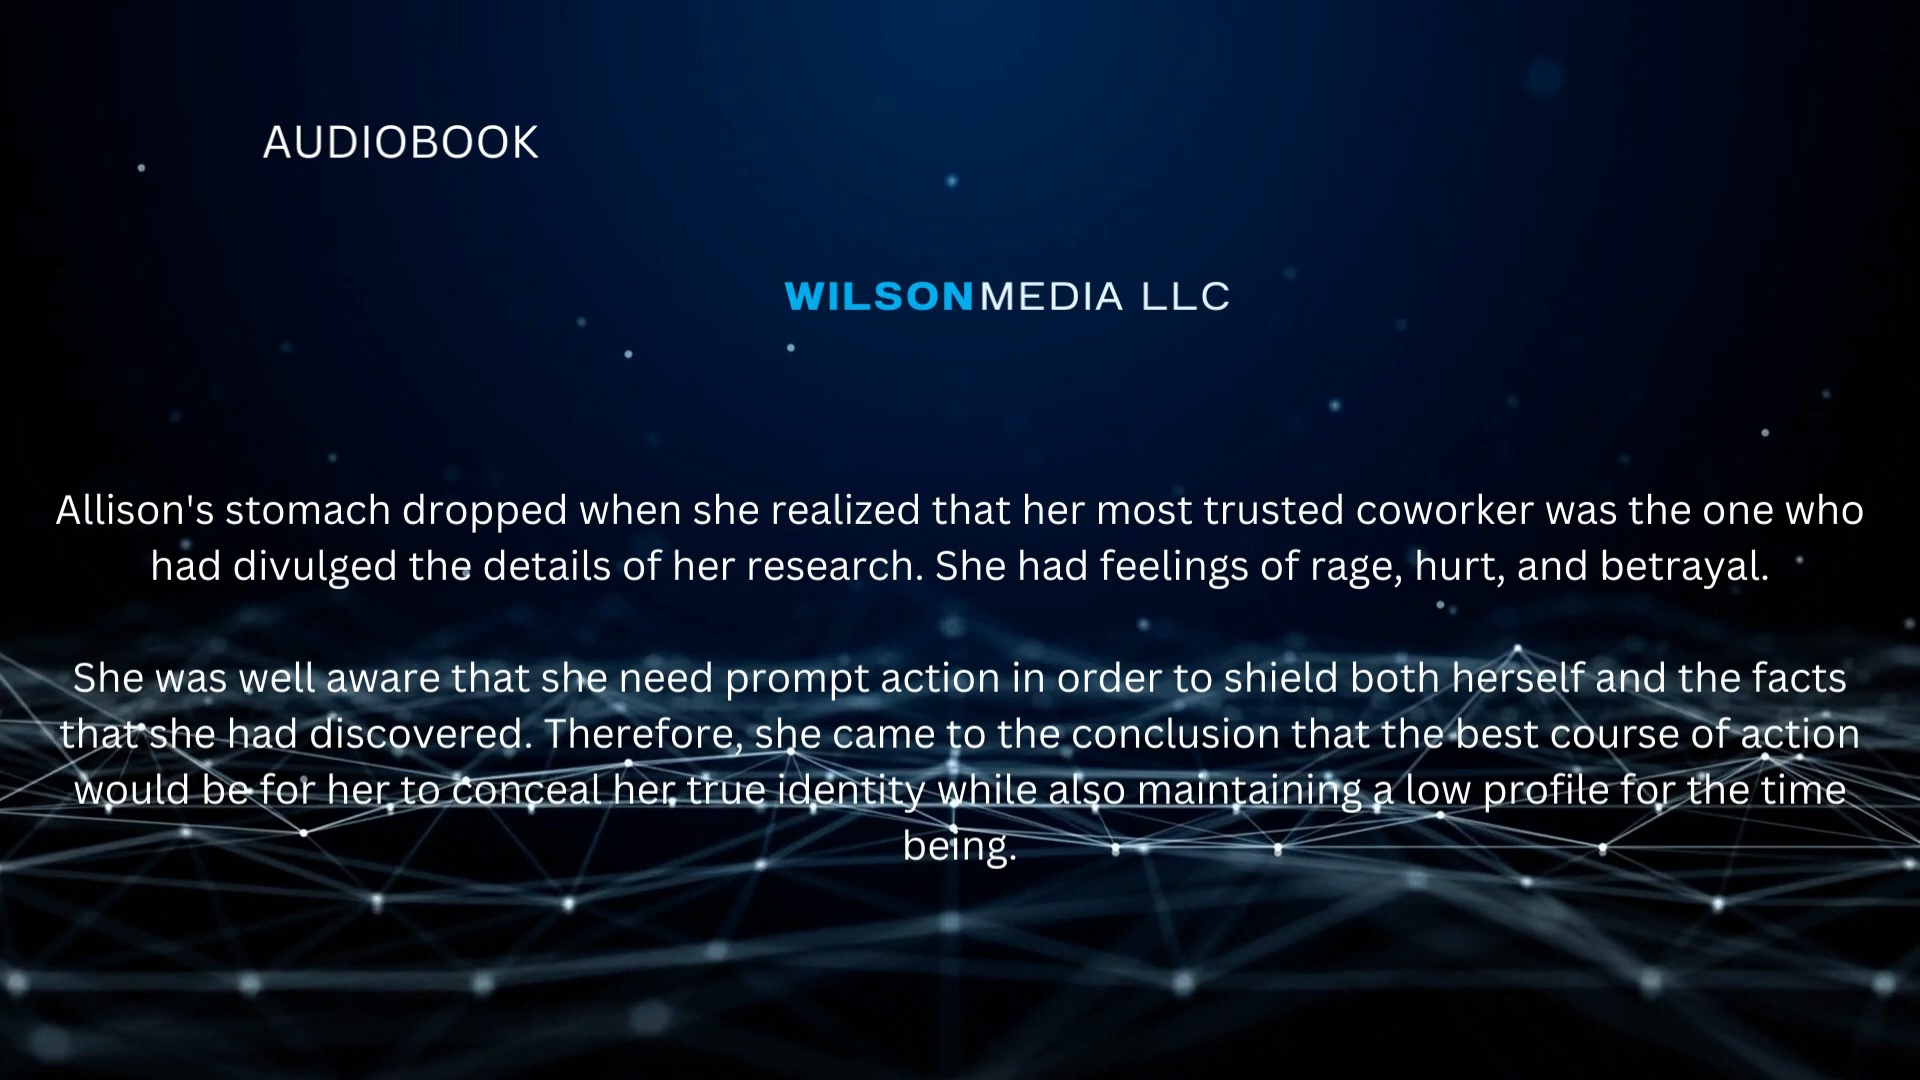 AUDIOBOOK
WILSONMEDIA LLC
Allison's stomach dropped when she realized that her most trusted coworker was the one who
had divulged the details of her research. She had feelings of rage, hurt, and betrayal.
She was well aware that she need prompt action in order to shield both herself and the facts
that she had discovered. Therefore, she came to the conclusion that the best course of action
would be for her to conceal her true identity while also maintaining a low profile for the time
being.